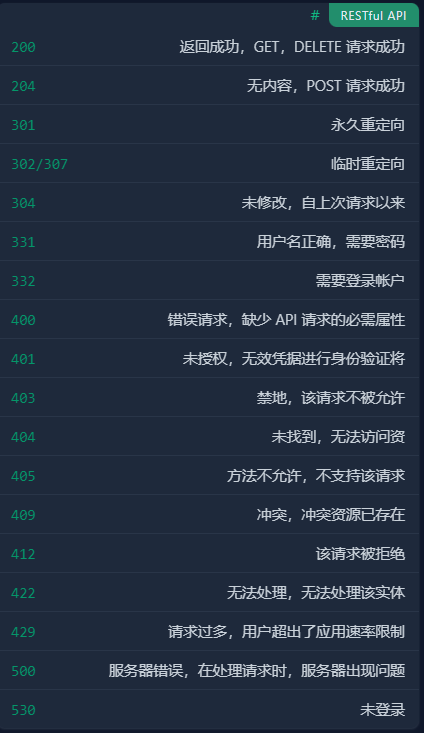 # RESTful API
200 返回成功，GET，DELETE 请求成功
204 无内容，POST 请求成功
301 永久重定向
302/307 临时重定向
304 未修改，自上次请求以来
331 用户名正确，需要密码
332 需要登录帐户
400 错误请求，缺少 API 请求的必需属性
401 未授权，无效凭据进行身份验证将
403 禁地，该请求不被允许
404 未找到，无法访问资
405 方法不允许，不支持该请求
409 冲突，冲突资源已存在
412 该请求被拒绝
422 无法处理，无法处理该实体
429 请求过多，用户超出了应用速率限制
500 服务器错误，在处理请求时，服务器出现问题
530 未登录